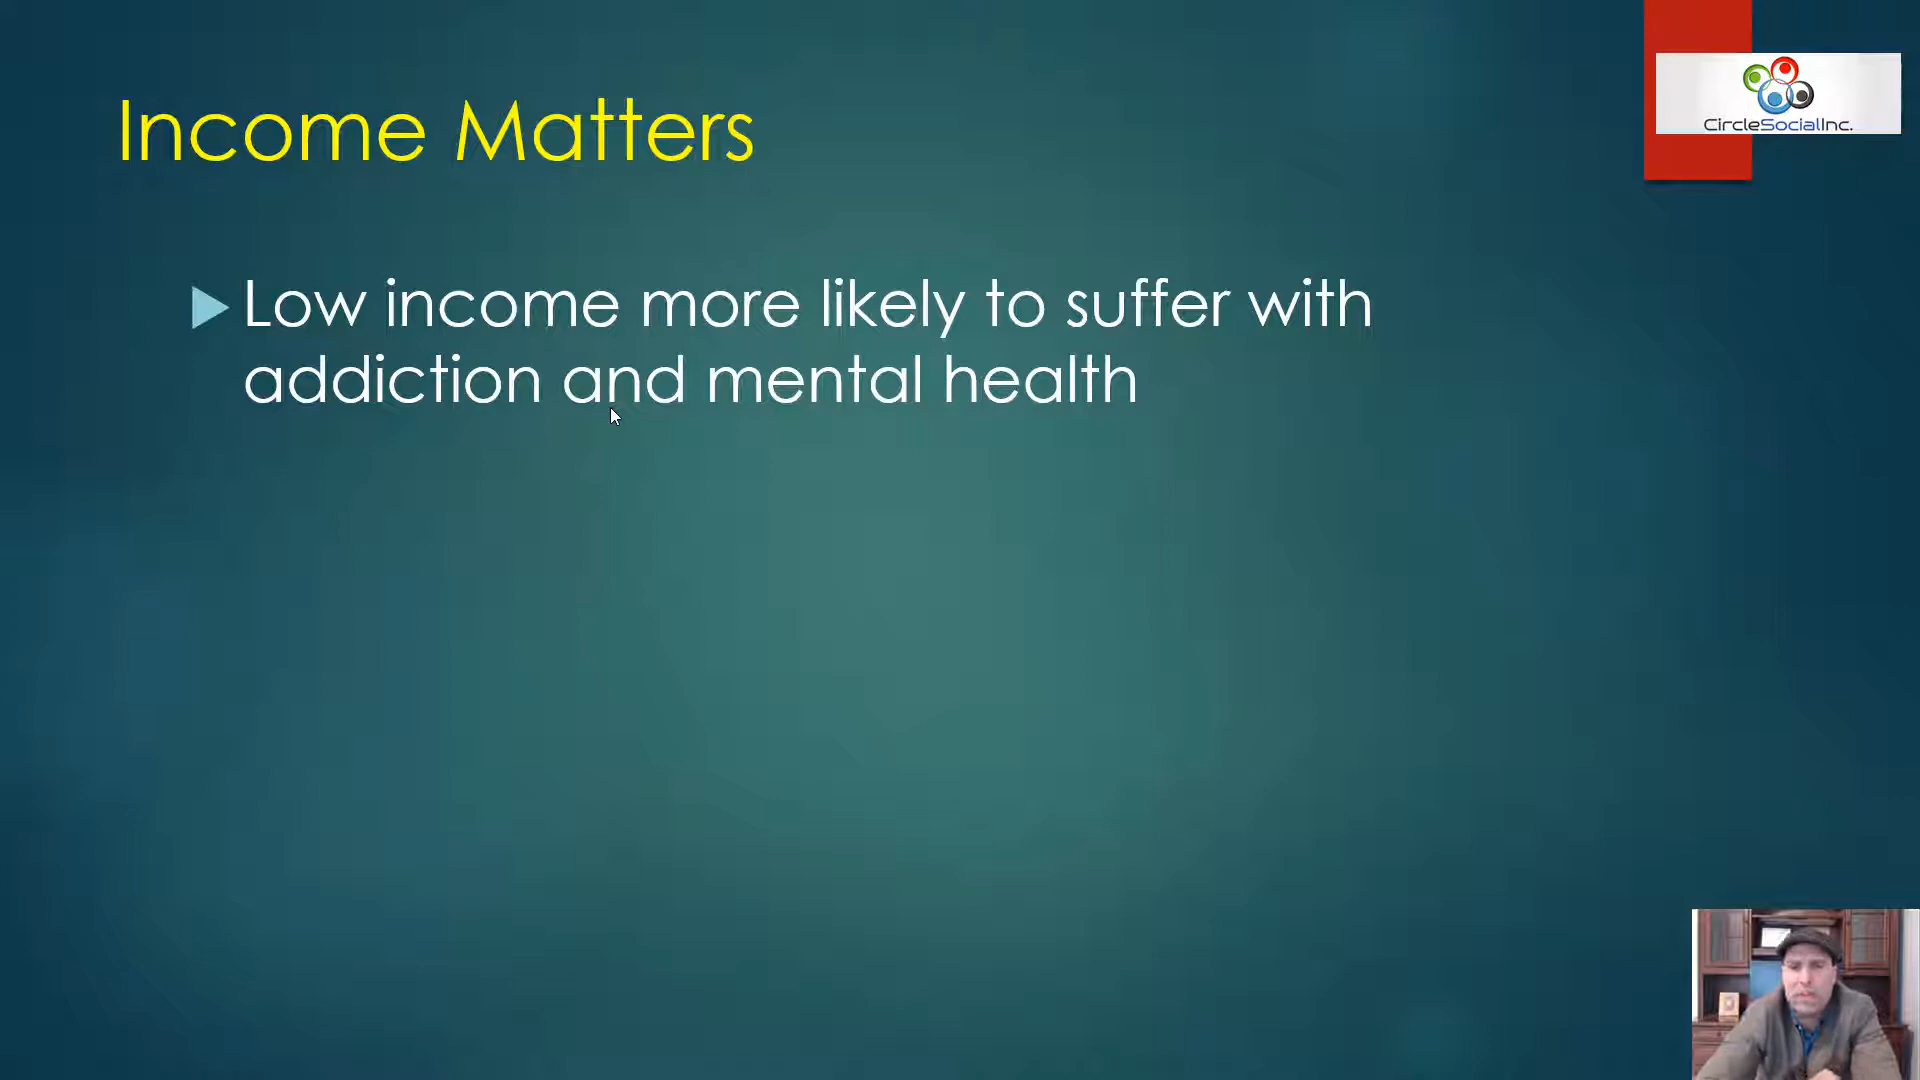 CircleSocialInc.
Income Matters
Low income more likely to suffer with
addiction and mental health